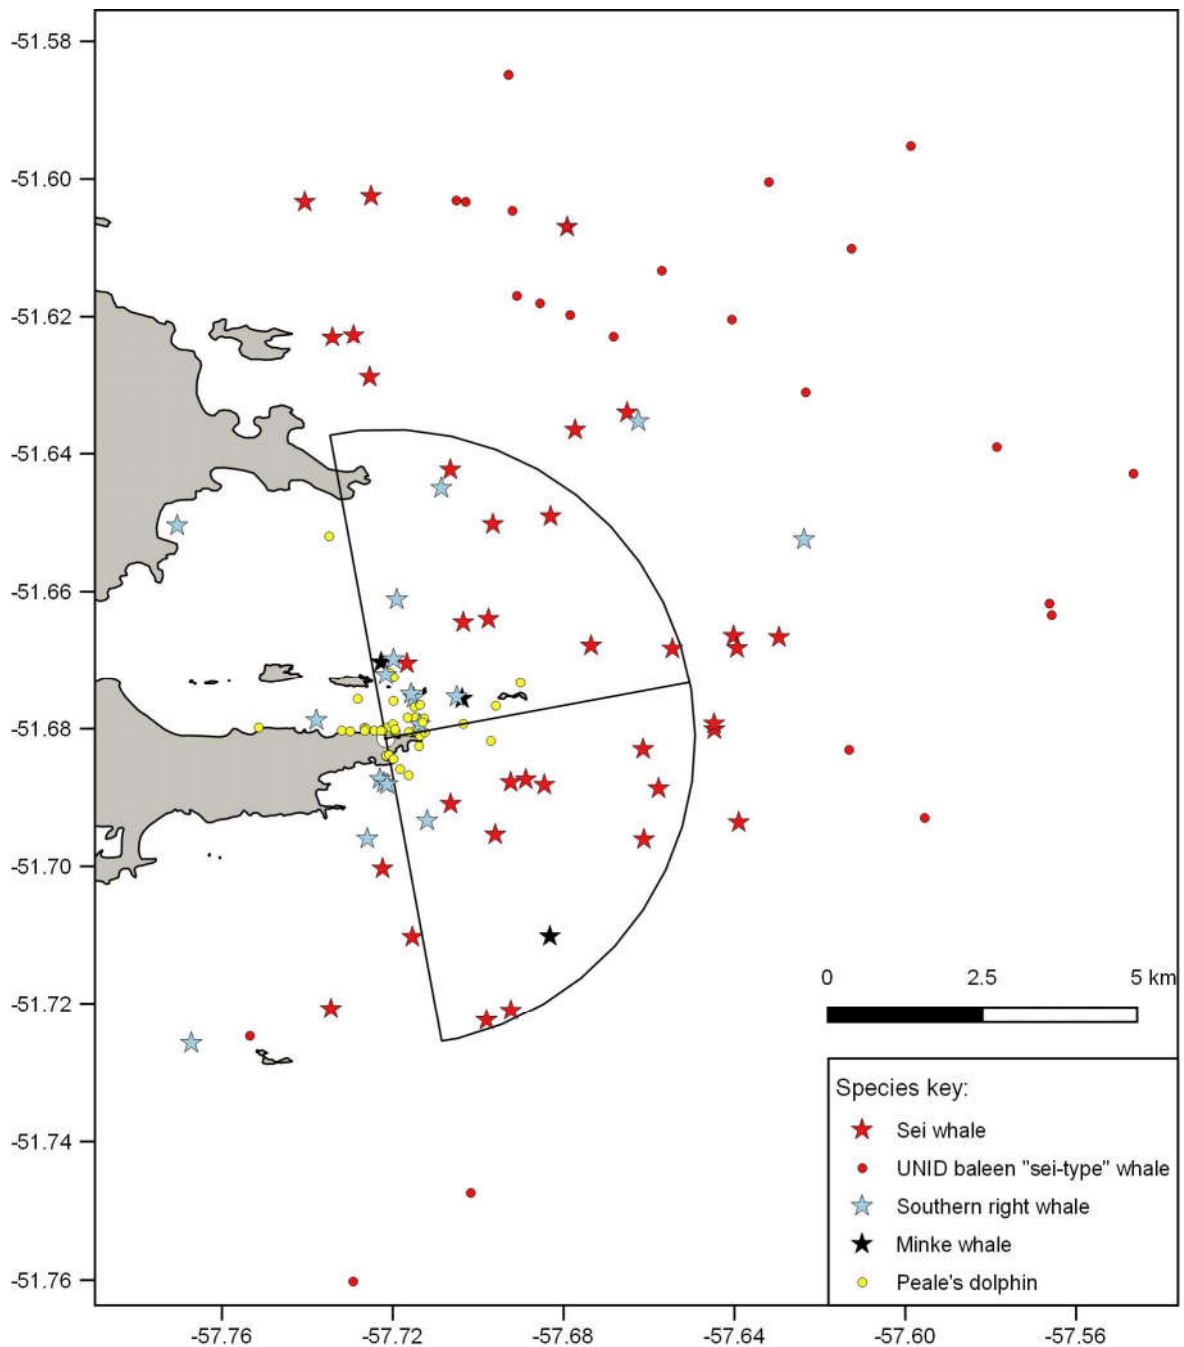 -51.58
-51.60
-51.62
-51.64
-51.66
-51.68
-51.70
-51.72
-51.74
-51.76
0 2.5 5 km
Species key:
Sei whale
UNID baleen "sei-type" whale
Southern right whale
Minke whale
Peale's dolphin
-57.76 -57.72 -57.68 -57.64 -57.60 -57.56